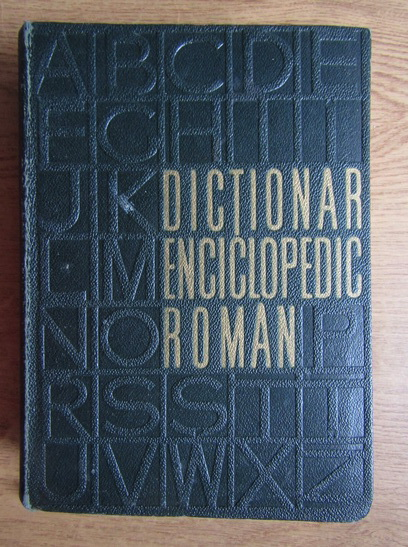 A B C D E
F G H I I
J K DICTIONAR
L M ENCICLOPEDIC
N O ROMAN P
R S S T T
U V W X Z